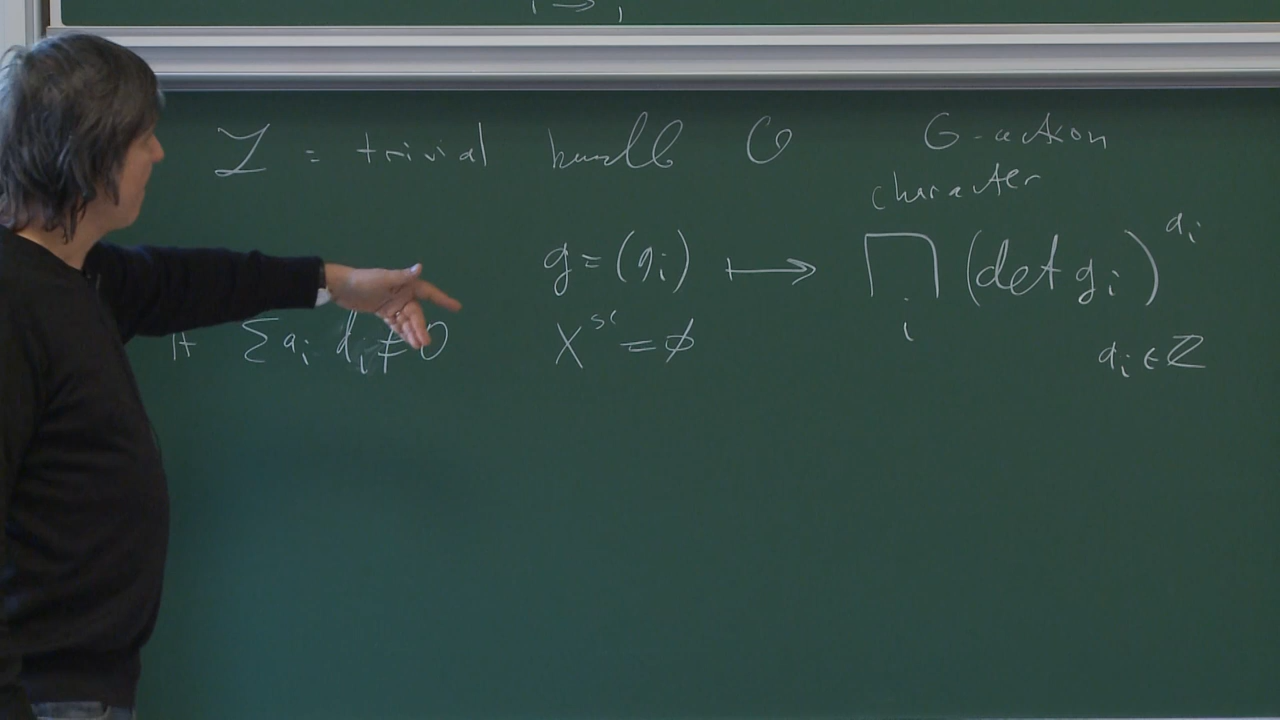 ℒ = trivial bundle 𝒪 G-action
character
g = (g_i) ⟼ ∏_i (det g_i)^{a_i}
If Σ a_i d_i ≠ 0 X^{ss} = ∅ a_i ∈ ℤ